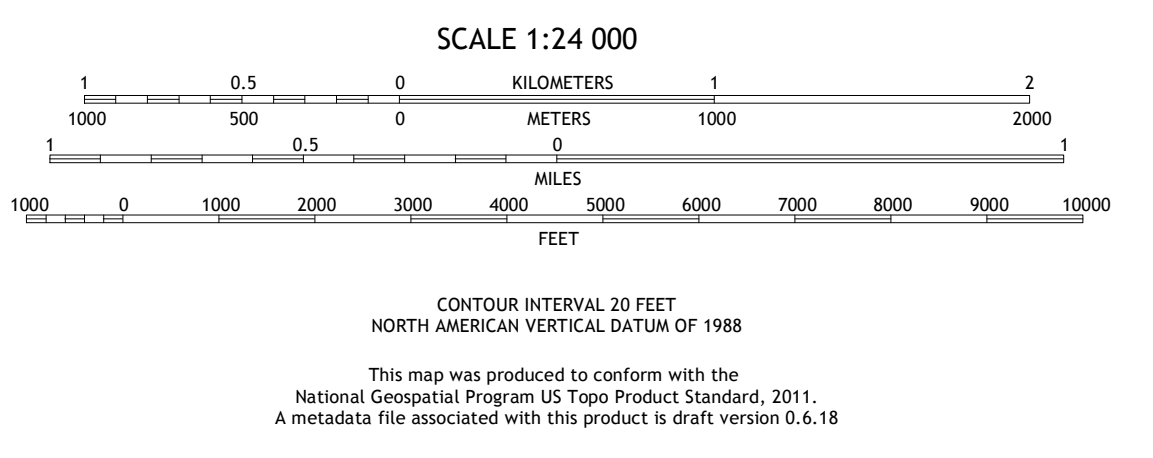 SCALE 1:24 000
1 0.5 0 KILOMETERS 1 2
1000 500 0 METERS 1000 2000
1 0.5 0 1
MILES
1000 0 1000 2000 3000 4000 5000 6000 7000 8000 9000 10000
FEET
CONTOUR INTERVAL 20 FEET
NORTH AMERICAN VERTICAL DATUM OF 1988
This map was produced to conform with the
National Geospatial Program US Topo Product Standard, 2011.
A metadata file associated with this product is draft version 0.6.18